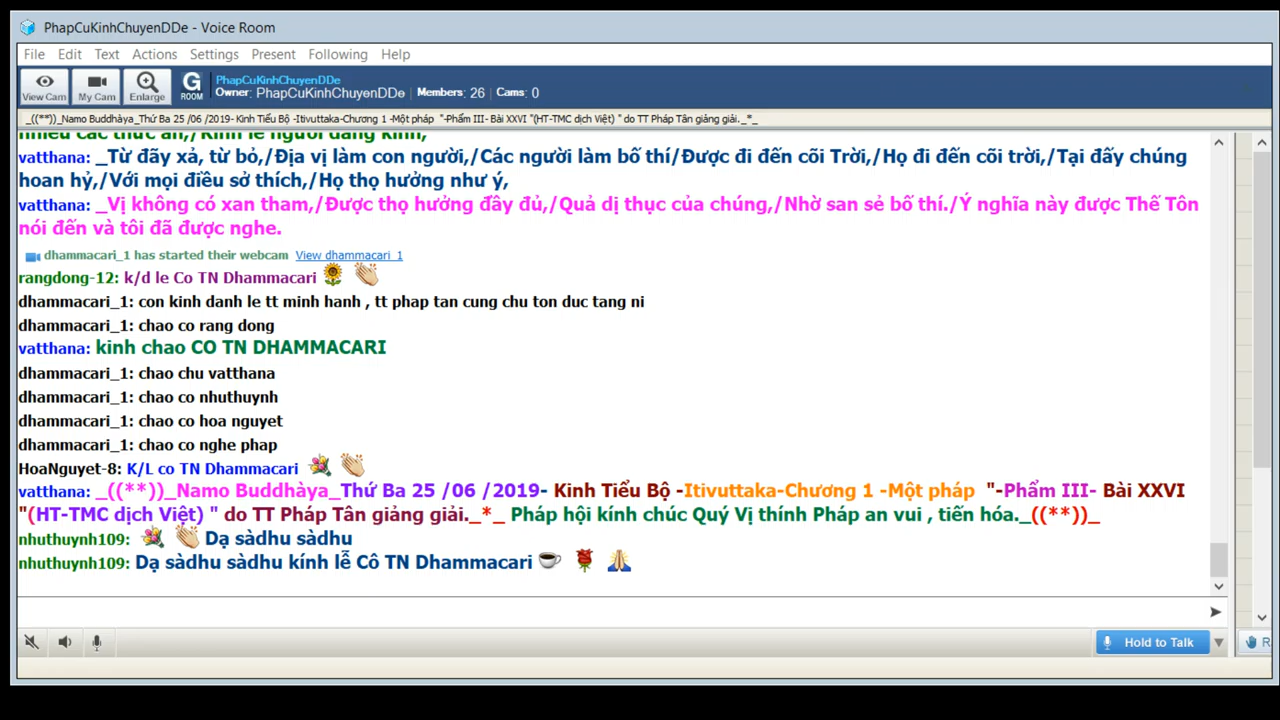 PhapCuKinhChuyenDDe - Voice Room
File Edit Text Actions Settings Present Following Help
View Cam My Cam Enlarge G ROOM PhapCuKinhChuyenDDe
Owner: PhapCuKinhChuyenDDe Members: 26 Cams: 0
_((**))_Namo Buddhàya_Thứ Ba 25 /06 /2019- Kinh Tiểu Bộ -Itivuttaka-Chương 1 -Một pháp "-Phẩm III- Bài XXVI "(HT-TMC dịch Việt) " do TT Pháp Tân giảng giải._*_
nhiều các thức ăn,/Kính lễ người đáng kính,
vatthana: _Từ đãy xả, từ bỏ,/Địa vị làm con người,/Các người làm bố thí/Được đi đến cõi Trời,/Họ đi đến cõi trời,/Tại đấy chúng
hoan hỷ,/Với mọi điều sở thích,/Họ thọ hưởng như ý,
vatthana: _Vị không có xan tham,/Được thọ hưởng đầy đủ,/Quả dị thục của chúng,/Nhờ san sẻ bố thí./Ý nghĩa này được Thế Tôn
nói đến và tôi đã được nghe.
dhammacari_1 has started their webcam View dhammacari_1
rangdong-12: k/d le Co TN Dhammacari
dhammacari_1: con kinh danh le tt minh hanh , tt phap tan cung chu ton duc tang ni
dhammacari_1: chao co rang dong
vatthana: kinh chao CO TN DHAMMACARI
dhammacari_1: chao chu vatthana
dhammacari_1: chao co nhuthuynh
dhammacari_1: chao co hoa nguyet
dhammacari_1: chao co nghe phap
HoaNguyet-8: K/L co TN Dhammacari
vatthana: _((**))_Namo Buddhàya_Thứ Ba 25 /06 /2019- Kinh Tiểu Bộ -Itivuttaka-Chương 1 -Một pháp "-Phẩm III- Bài XXVI
"(HT-TMC dịch Việt) " do TT Pháp Tân giảng giải._*_ Pháp hội kính chúc Quý Vị thính Pháp an vui , tiến hóa._((**))_
nhuthuynh109: Dạ sàdhu sàdhu
nhuthuynh109: Dạ sàdhu sàdhu kính lễ Cô TN Dhammacari
Hold to Talk R